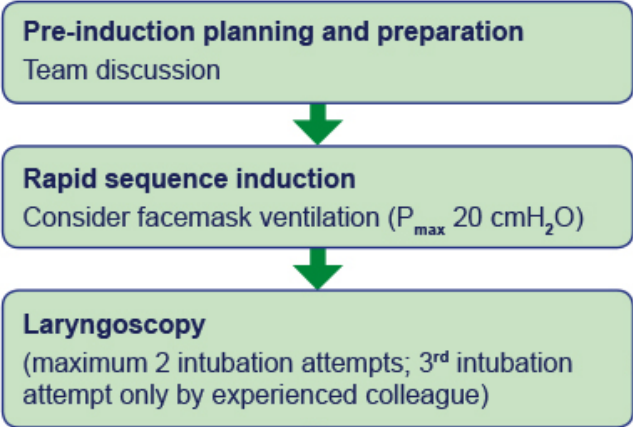 Pre-induction planning and preparation
Team discussion
Rapid sequence induction
Consider facemask ventilation (Pmax 20 cmH₂O)
Laryngoscopy
(maximum 2 intubation attempts; 3rd intubation
attempt only by experienced colleague)